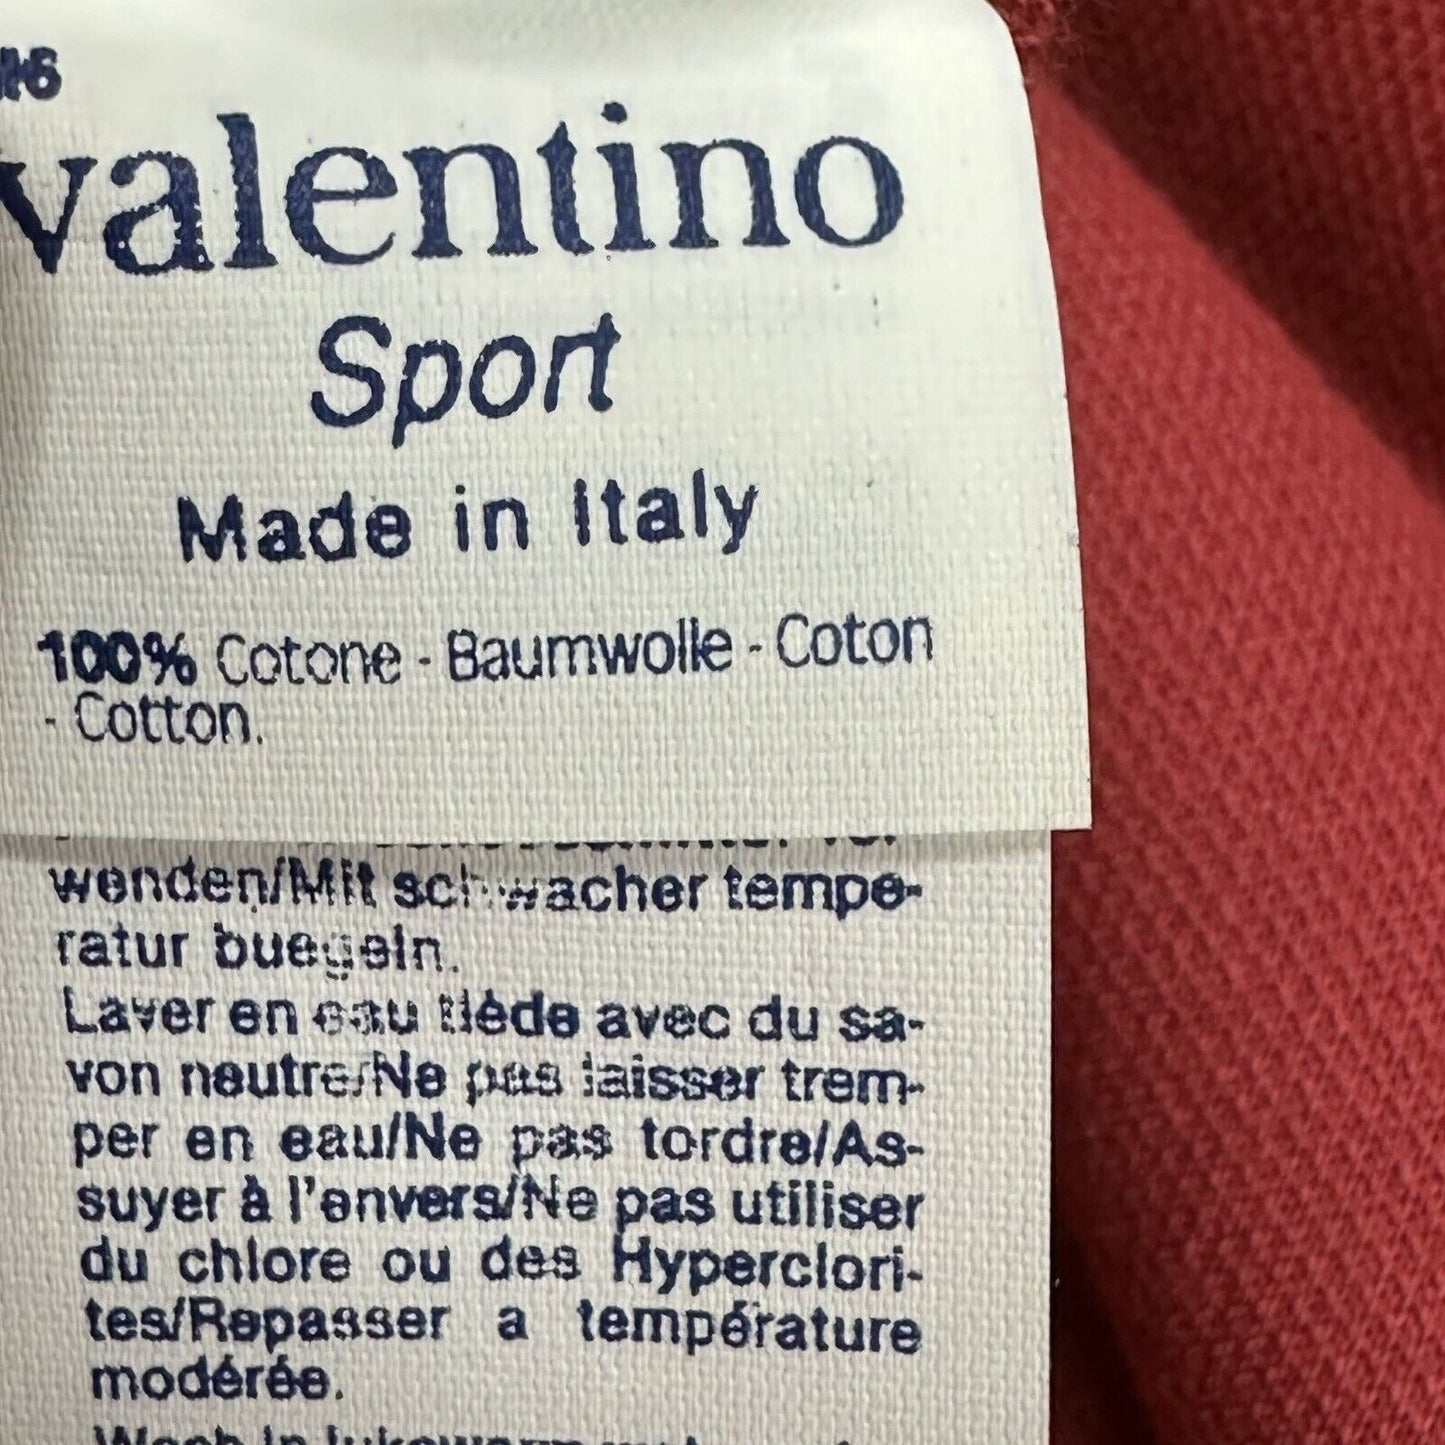 valentino
Sport
Made in Italy
100% Cotone - Baumwolle - Coton
- Cotton.
wenden/Mit schwacher tempe-
ratur buegeln.
Laver en eau tiède avec du sa-
von neutre/Ne pas laisser trem-
per en eau/Ne pas tordre/As-
suyer à l'envers/Ne pas utiliser
du chlore ou des Hyperclori-
tes/Repasser a température
modérée.